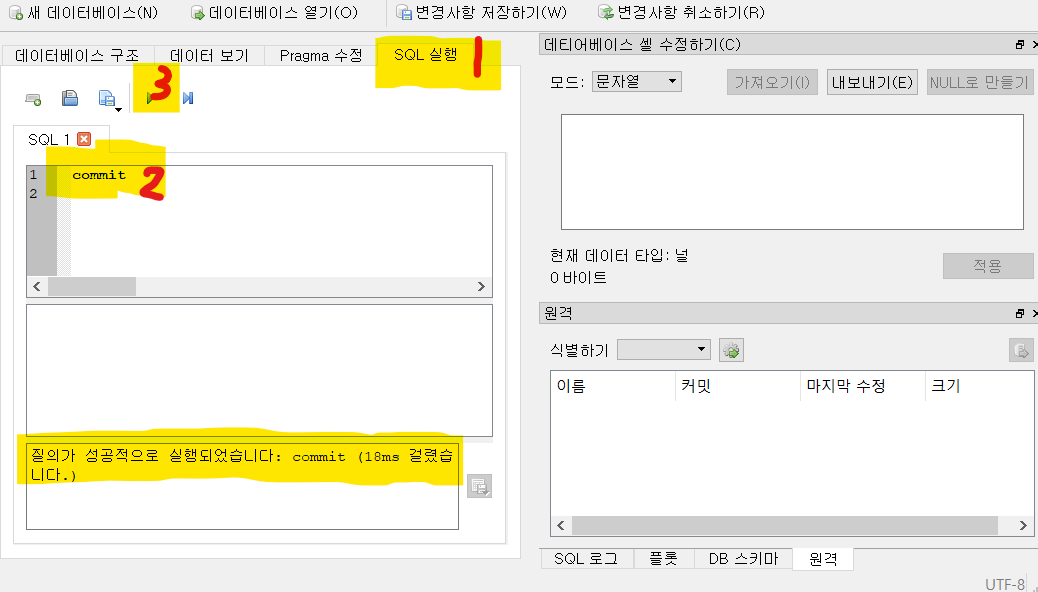 새 데이터베이스(N) 데이터베이스 열기(O) 변경사항 저장하기(W) 변경사항 취소하기(R)
데이터베이스 구조 데이터 보기 Pragma 수정 SQL 실행 1
3
SQL 1
1 commit 2
2
질의가 성공적으로 실행되었습니다: commit (18ms 걸렸습
니다.)
데티어베이스 셀 수정하기(C)
모드: 문자열 가져오기(I) 내보내기(E) NULL로 만들기
현재 데이터 타입: 널
0 바이트
적용
원격
식별하기
이름 커밋 마지막 수정 크기
SQL 로그 플롯 DB 스키마 원격
UTF-8